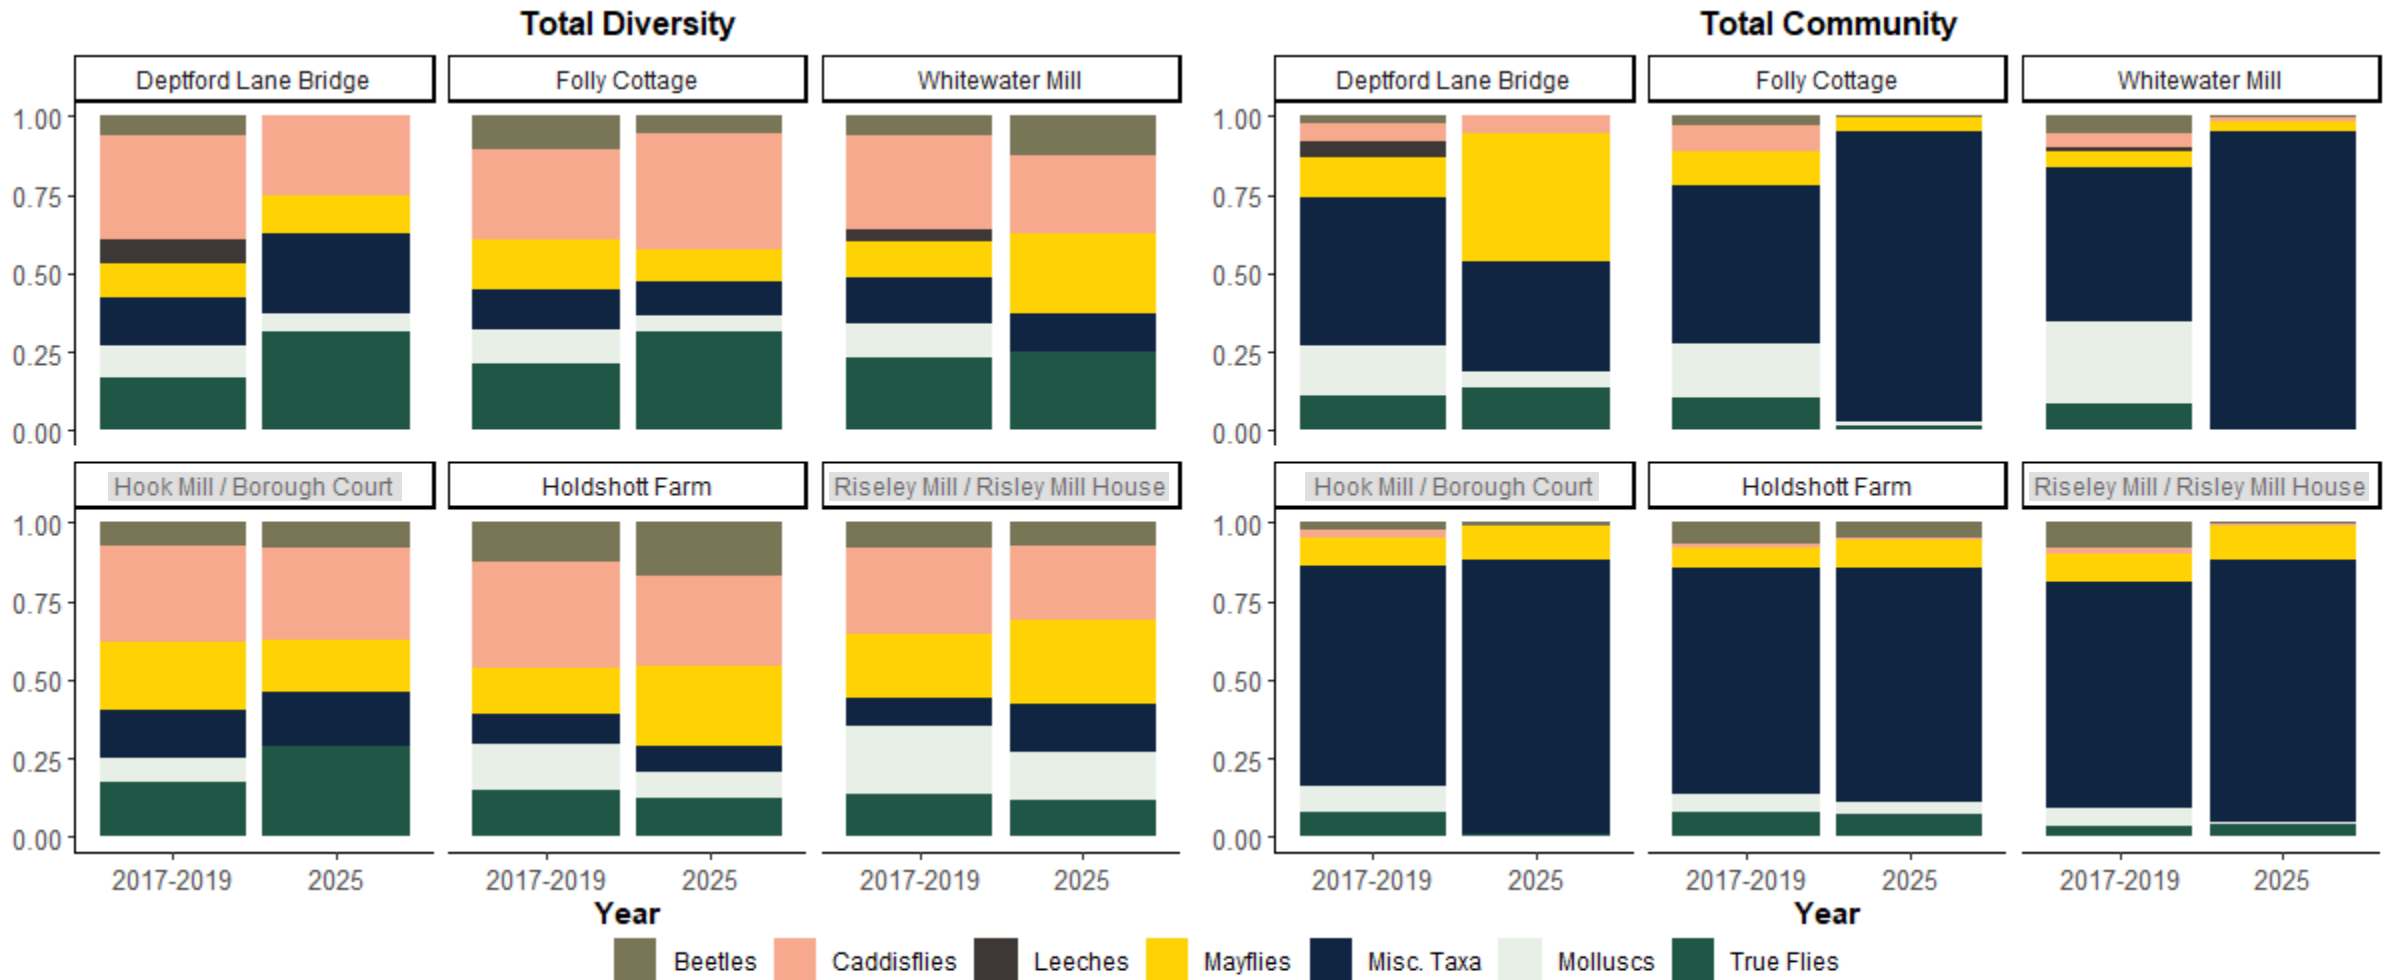 Total Diversity
Total Community
Deptford Lane Bridge
Folly Cottage
Whitewater Mill
Deptford Lane Bridge
Folly Cottage
Whitewater Mill
1.00
0.75
0.50
0.25
0.00
1.00
0.75
0.50
0.25
0.00
Hook Mill / Borough Court
Holdshott Farm
Riseley Mill / Risley Mill House
Hook Mill / Borough Court
Holdshott Farm
Riseley Mill / Risley Mill House
1.00
0.75
0.50
0.25
0.00
1.00
0.75
0.50
0.25
0.00
2017-2019 2025
2017-2019 2025
2017-2019 2025
2017-2019 2025
2017-2019 2025
2017-2019 2025
Year
Year
Beetles
Caddisflies
Leeches
Mayflies
Misc. Taxa
Molluscs
True Flies